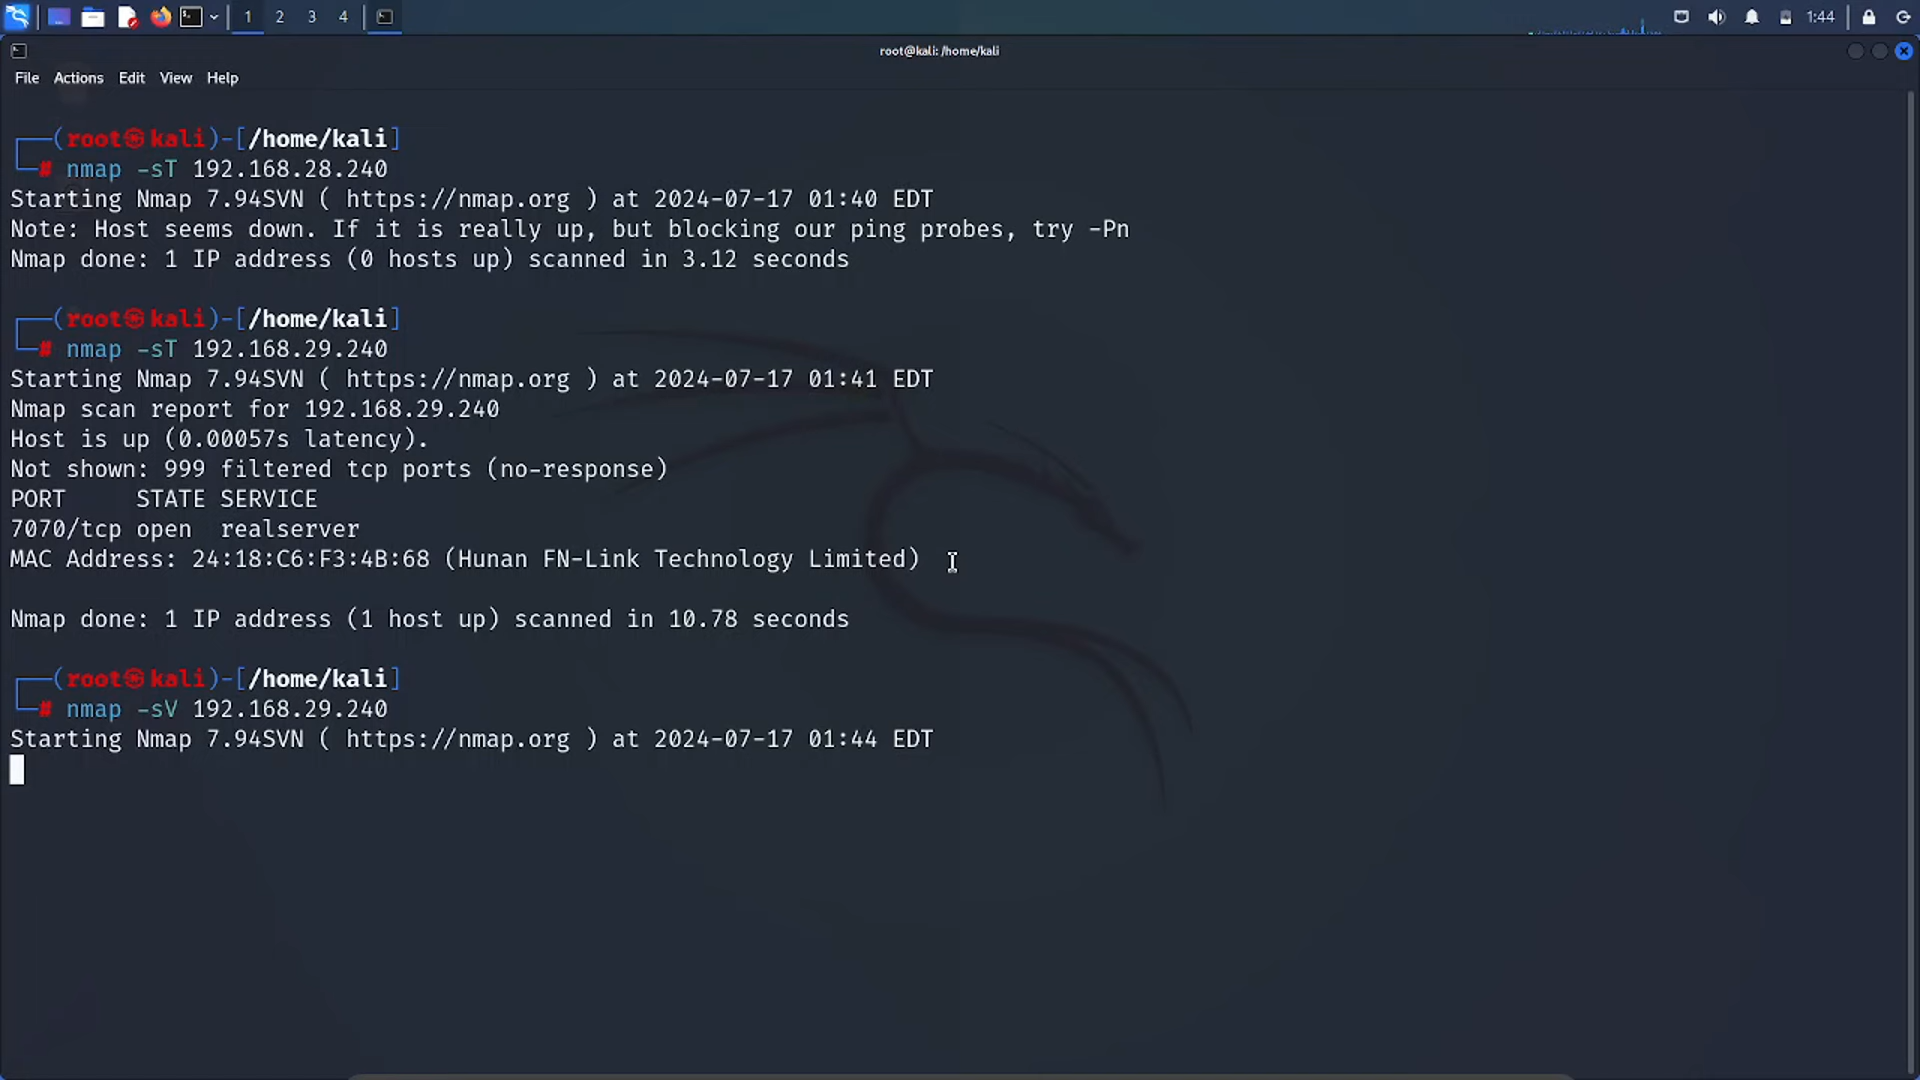 1 2 3 4 1:44
root@kali: /home/kali
File Actions Edit View Help
┌──(root㉿kali)-[/home/kali]
└─# nmap -sT 192.168.28.240
Starting Nmap 7.94SVN ( https://nmap.org ) at 2024-07-17 01:40 EDT
Note: Host seems down. If it is really up, but blocking our ping probes, try -Pn
Nmap done: 1 IP address (0 hosts up) scanned in 3.12 seconds
┌──(root㉿kali)-[/home/kali]
└─# nmap -sT 192.168.29.240
Starting Nmap 7.94SVN ( https://nmap.org ) at 2024-07-17 01:41 EDT
Nmap scan report for 192.168.29.240
Host is up (0.00057s latency).
Not shown: 999 filtered tcp ports (no-response)
PORT     STATE SERVICE
7070/tcp open  realserver
MAC Address: 24:18:C6:F3:4B:68 (Hunan FN-Link Technology Limited)
Nmap done: 1 IP address (1 host up) scanned in 10.78 seconds
┌──(root㉿kali)-[/home/kali]
└─# nmap -sV 192.168.29.240
Starting Nmap 7.94SVN ( https://nmap.org ) at 2024-07-17 01:44 EDT